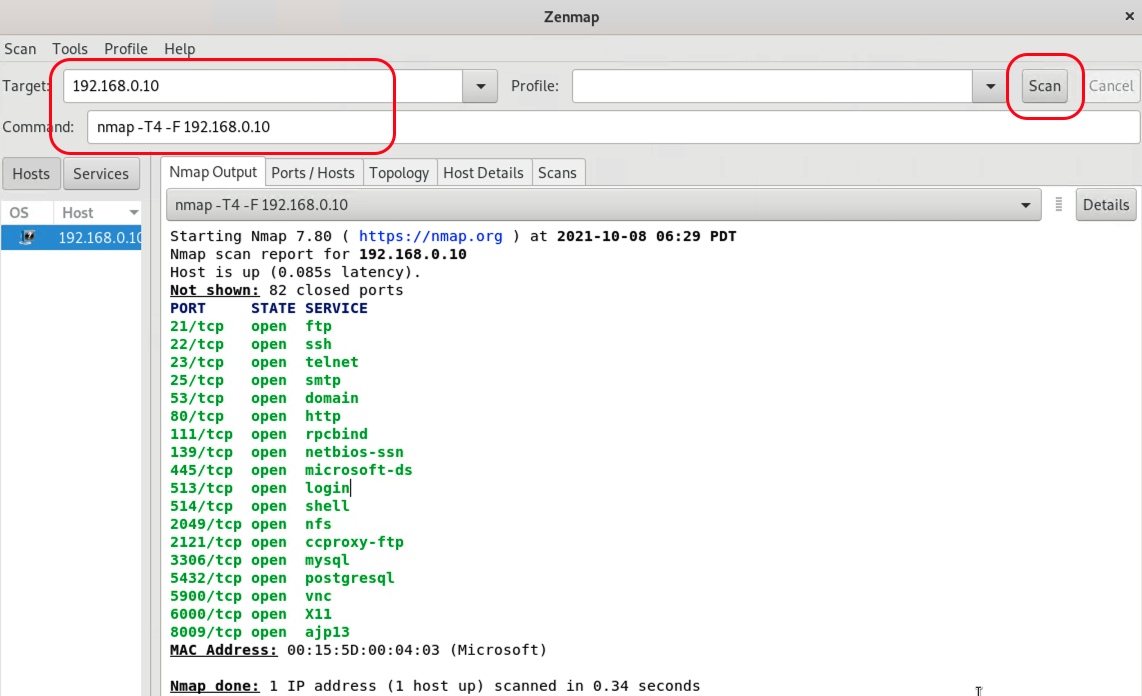 Zenmap
Scan Tools Profile Help
Target: 192.168.0.10 Profile: Scan Cancel
Command: nmap -T4 -F 192.168.0.10
Hosts Services Nmap Output Ports / Hosts Topology Host Details Scans
OS Host nmap -T4 -F 192.168.0.10 Details
192.168.0.10
Starting Nmap 7.80 ( https://nmap.org ) at 2021-10-08 06:29 PDT
Nmap scan report for 192.168.0.10
Host is up (0.085s latency).
Not shown: 82 closed ports
PORT STATE SERVICE
21/tcp open ftp
22/tcp open ssh
23/tcp open telnet
25/tcp open smtp
53/tcp open domain
80/tcp open http
111/tcp open rpcbind
139/tcp open netbios-ssn
445/tcp open microsoft-ds
513/tcp open login
514/tcp open shell
2049/tcp open nfs
2121/tcp open ccproxy-ftp
3306/tcp open mysql
5432/tcp open postgresql
5900/tcp open vnc
6000/tcp open X11
8009/tcp open ajp13
MAC Address: 00:15:5D:00:04:03 (Microsoft)
Nmap done: 1 IP address (1 host up) scanned in 0.34 seconds